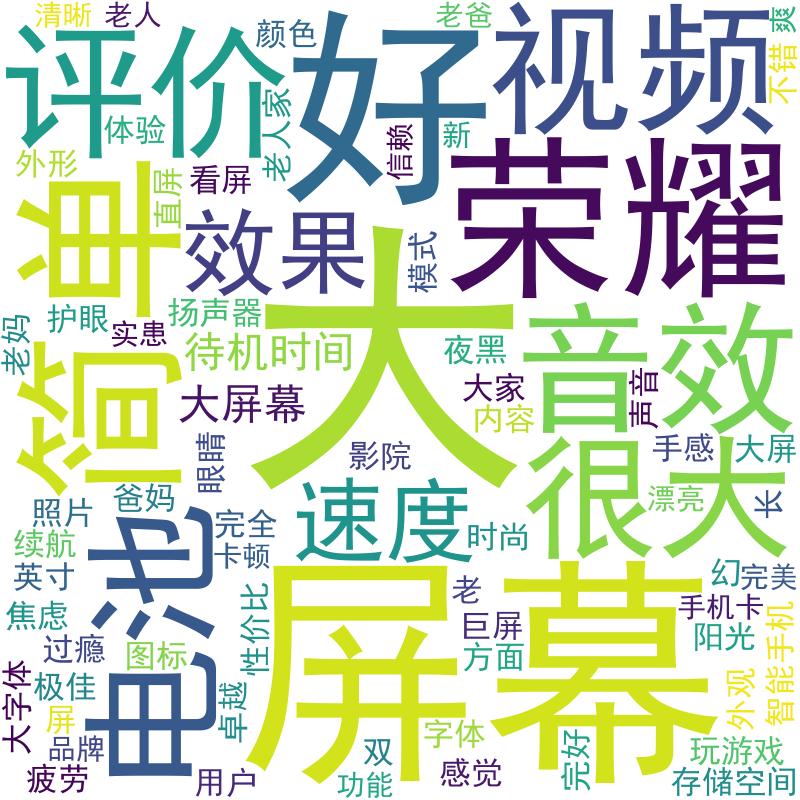 清晰
老人
老爸
爽
评价
好
视频
颜色
不错
体验
老人家
信赖
新
外形
直屏
看屏
荣耀
简单
效果
模式
大
老妈
护眼
实患
扬声器
待机时间
夜黑
音效
大屏幕
大家
内容
声音
眼睛
影院
很大
手感
大屏
照片
爸妈
漂亮
长
电池
完全
速度
时尚
续航
卡顿
英寸
幻
完美
焦虑
性价比
屏幕
老
手机卡
过瘾
图标
巨屏
阳光
智能手机
大字体
极佳
方面
外观
屏
卓越
品牌
双
字体
完好
玩游戏
疲劳
用户
功能
感觉
存储空间